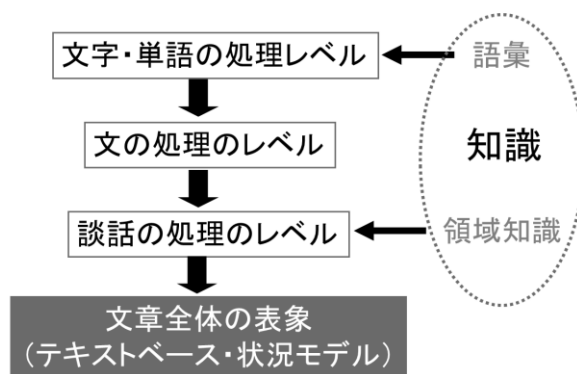 文字・単語の処理レベル
語彙
文の処理のレベル
知識
談話の処理のレベル
領域知識
文章全体の表象
（テキストベース・状況モデル）